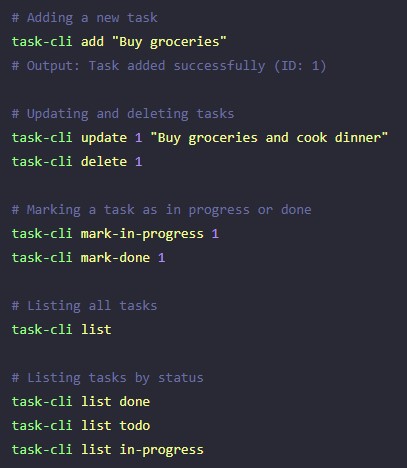 # Adding a new task
task-cli add "Buy groceries"
# Output: Task added successfully (ID: 1)
# Updating and deleting tasks
task-cli update 1 "Buy groceries and cook dinner"
task-cli delete 1
# Marking a task as in progress or done
task-cli mark-in-progress 1
task-cli mark-done 1
# Listing all tasks
task-cli list
# Listing tasks by status
task-cli list done
task-cli list todo
task-cli list in-progress